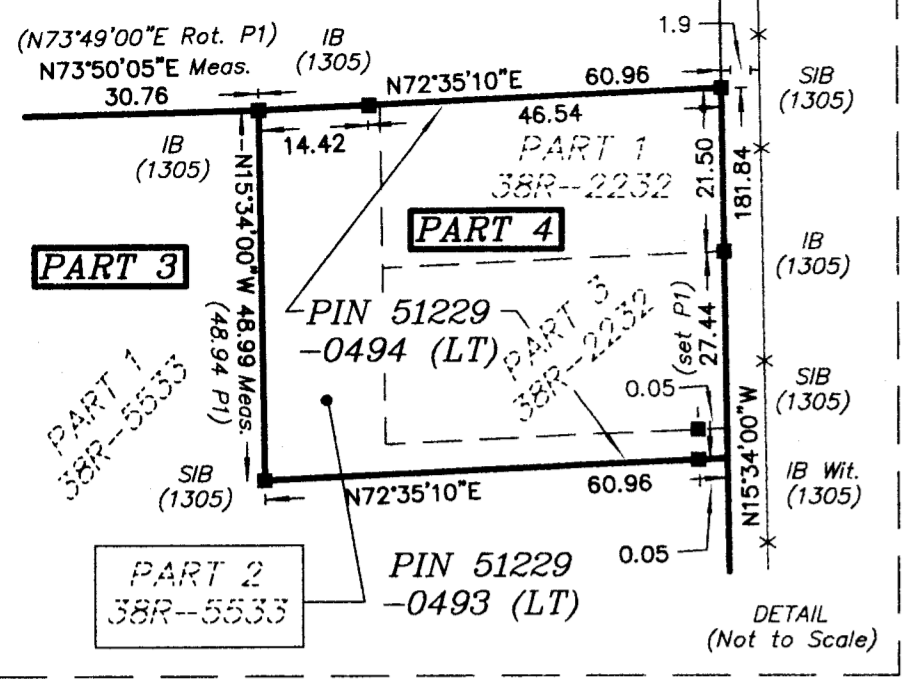 1.9
(N73°49'00"E Rot. P1)
IB
(1305)
N73°50'05"E Meas.
30.76
N72°35'10"E
60.96
SIB
(1305)
46.54
14.42
IB
(1305)
PART 1
38R--2232
21.50
181.84
N15°34'00"W 48.99 Meas.
(48.94 P1)
PART 4
PART 3
IB
(1305)
PIN 51229
-0494 (LT)
PART 3
38R--2232
(set P1)
27.44
PART 1
38R--5533
0.05
SIB
(1305)
N15°34'00"W
SIB
(1305)
N72°35'10"E
60.96
IB Wit.
(1305)
0.05
PART 2
38R--5533
PIN 51229
-0493 (LT)
DETAIL
(Not to Scale)